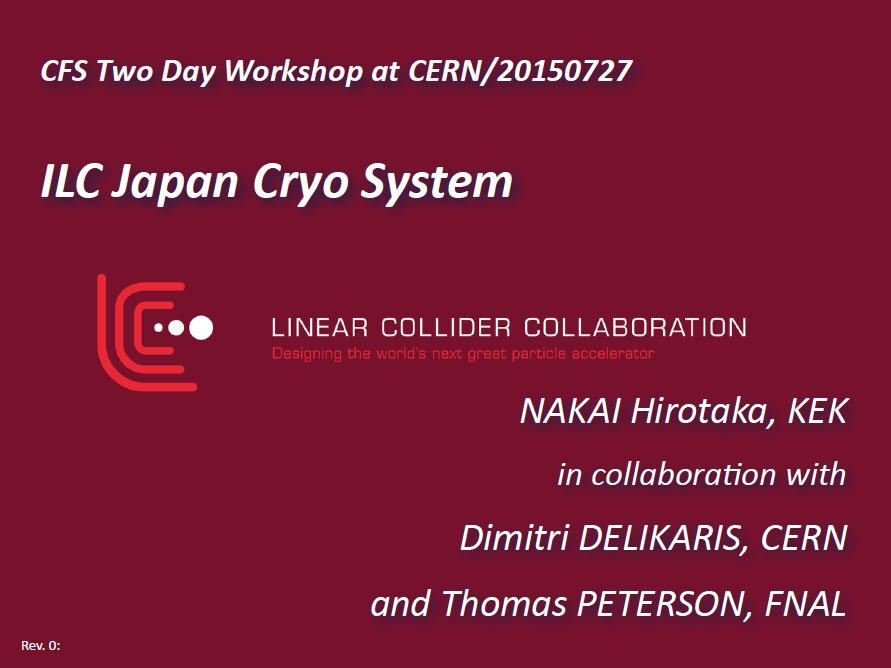 CFS Two Day Workshop at CERN/20150727
ILC Japan Cryo System
LINEAR COLLIDER COLLABORATION
Designing the world's next great particle accelerator
NAKAI Hirotaka, KEK
in collaboration with
Dimitri DELIKARIS, CERN
and Thomas PETERSON, FNAL
Rev. 0: